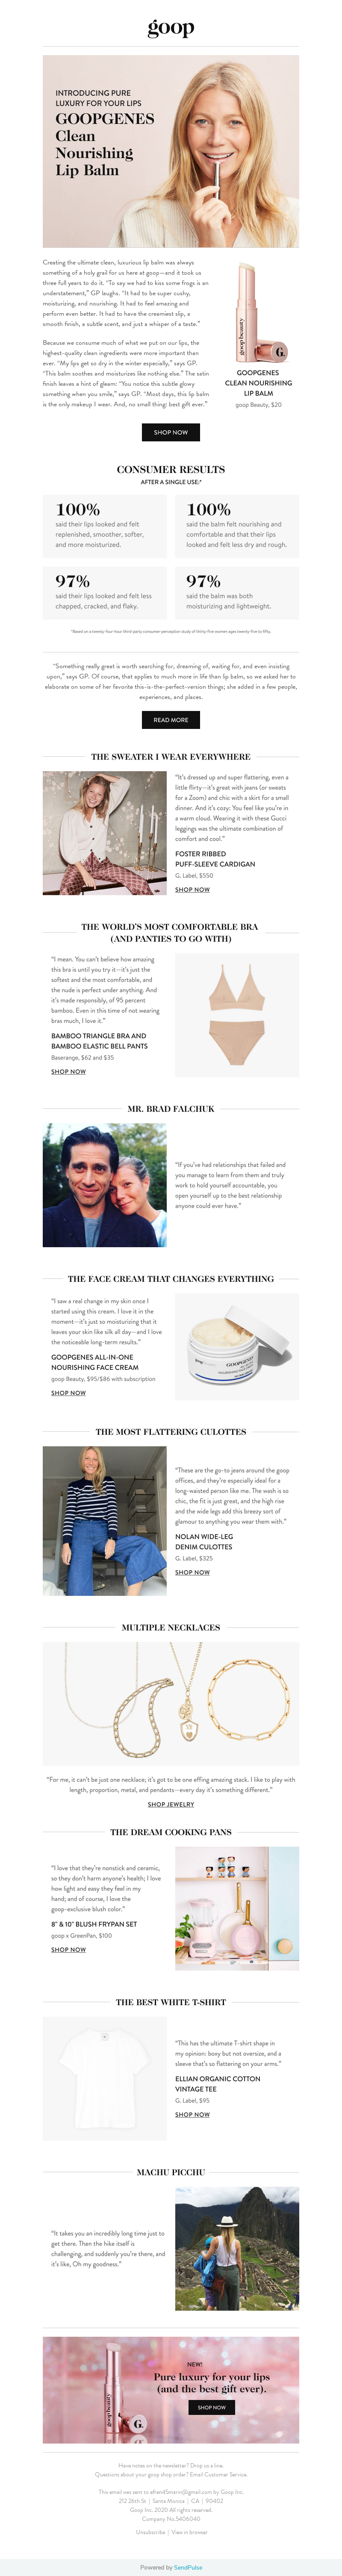 goop
INTRODUCING PURE
LUXURY FOR YOUR LIPS
GOOPGENES
Clean
Nourishing
Lip Balm
Creating the ultimate clean, luxurious lip balm was always
something of a holy grail for us here at goop—and it took us
three full years to do it. “To say we had to kiss some frogs is an
understatement,” GP laughs. “It had to be super cushy,
moisturizing, and nourishing. It had to feel amazing and
perform even better. It had to have the creamiest slip, a
smooth finish, a subtle scent, and just a whisper of a taste.”
Because we consume much of what we put on our lips, the
highest-quality clean ingredients were more important than
ever. “My lips get so dry in the winter especially,” says GP.
“This balm soothes and moisturizes like nothing else.” The satin
finish leaves a hint of gleam: “You notice this subtle glowy
something when you smile,” says GP. “Most days, this lip balm
is the only makeup I wear. And, no small thing: best gift ever.”
goopbeauty
G.
GOOPGENES
CLEAN NOURISHING
LIP BALM
goop Beauty, $20
SHOP NOW
CONSUMER RESULTS
AFTER A SINGLE USE:*
100%
said their lips looked and felt
replenished, smoother, softer,
and more moisturized.
100%
said the balm felt nourishing and
comfortable and that their lips
looked and felt less dry and rough.
97%
said their lips looked and felt less
chapped, cracked, and flaky.
97%
said the balm was both
moisturizing and lightweight.
*Based on a twenty-four-hour third-party consumer-perception study of thirty-five women ages twenty-five to fifty.
“Something really great is worth searching for, dreaming of, waiting for, and even insisting
upon,” says GP. Of course, that applies to much more in life than lip balm, so we asked her to
elaborate on some of her favorite this-is-the-perfect-version things; she added in a few people,
experiences, and places.
READ MORE
THE SWEATER I WEAR EVERYWHERE
“It’s dressed up and super flattering, even a
little flirty—it’s great with jeans (or sweats
for a Zoom) and chic with a skirt for a small
dinner. And it’s cozy: You feel like you’re in
a warm cloud. Wearing it with these Gucci
leggings was the ultimate combination of
comfort and cool.”
FOSTER RIBBED
PUFF-SLEEVE CARDIGAN
G. Label, $550
SHOP NOW
THE WORLD’S MOST COMFORTABLE BRA
(AND PANTIES TO GO WITH)
“I mean. You can’t believe how amazing
this bra is until you try it—it’s just the
softest and the most comfortable, and
the nude is perfect under anything. And
it’s made responsibly, of 95 percent
bamboo. Even in this time of not wearing
bras much, I love it.”
BAMBOO TRIANGLE BRA AND
BAMBOO ELASTIC BELL PANTS
Baserange, $62 and $35
SHOP NOW
MR. BRAD FALCHUK
“If you’ve had relationships that failed and
you manage to learn from them and truly
work to hold yourself accountable, you
open yourself up to the best relationship
anyone could ever have.”
THE FACE CREAM THAT CHANGES EVERYTHING
“I saw a real change in my skin once I
started using this cream. I love it in the
moment—it’s just so moisturizing that it
leaves your skin like silk all day—and I love
the noticeable long-term results.”
GOOPGENES ALL-IN-ONE
NOURISHING FACE CREAM
goop Beauty, $95/$86 with subscription
SHOP NOW
GOOPGENES
THE MOST FLATTERING CULOTTES
“These are the go-to jeans around the goop
offices, and they’re especially ideal for a
long-waisted person like me. The wash is so
chic, the fit is just great, and the high rise
and the wide legs add this breezy sort of
glamour to anything you wear them with.”
NOLAN WIDE-LEG
DENIM CULOTTES
G. Label, $325
SHOP NOW
MULTIPLE NECKLACES
“For me, it can’t be just one necklace; it’s got to be one effing amazing stack. I like to play with
length, proportion, metal, and pendants—every day it’s something different.”
SHOP JEWELRY
THE DREAM COOKING PANS
“I love that they’re nonstick and ceramic,
so they don’t harm anyone’s health; I love
how light and easy they feel in my
hand; and of course, I love the
goop-exclusive blush color.”
8" & 10" BLUSH FRYPAN SET
goop x GreenPan, $100
SHOP NOW
THE BEST WHITE T-SHIRT
“This has the ultimate T-shirt shape in
my opinion: boxy but not oversize, and a
sleeve that’s so flattering on your arms.”
ELLIAN ORGANIC COTTON
VINTAGE TEE
G. Label, $95
SHOP NOW
MACHU PICCHU
“It takes you an incredibly long time just to
get there. Then the hike itself is
challenging, and suddenly you’re there, and
it’s like, Oh my goodness.”
goopbeauty
G.
NEW!
Pure luxury for your lips
(and the best gift ever).
SHOP NOW
Have notes on the newsletter? Drop us a line.
Questions about your goop shop order? Email Customer Service.
This email was sent to efren45marin@gmail.com by Goop Inc.
212 26th St | Santa Monica | CA | 90402
Goop Inc. 2020 All rights reserved.
Company No.5406040
Unsubscribe | View in browser
Powered by SendPulse